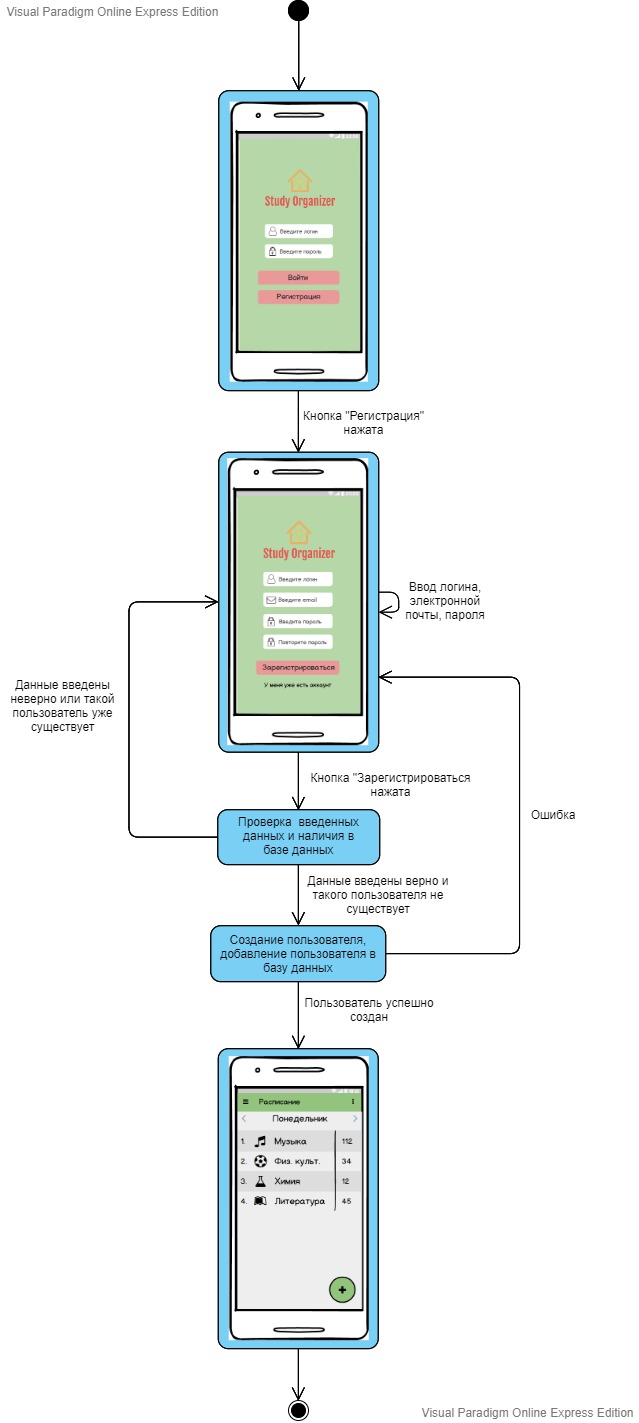 Visual Paradigm Online Express Edition
Study Organizer
Введите логин
Введите пароль
Войти
Регистрация
Кнопка "Регистрация"
нажата
Study Organizer
Введите логин
Введите email
Введите пароль
Повторите пароль
Зарегистрироваться
У меня уже есть аккаунт
Ввод логина,
электронной
почты, пароля
Данные введены
неверно или такой
пользователь уже
существует
Кнопка "Зарегистрироваться
нажата
Ошибка
Проверка введенных
данных и наличия в
базе данных
Данные введены верно и
такого пользователя не
существует
Создание пользователя,
добавление пользователя в
базу данных
Пользователь успешно
создан
Расписание
Понедельник
1. Музыка 112
2. Физ. культ. 34
3. Химия 12
4. Литература 45
Visual Paradigm Online Express Edition